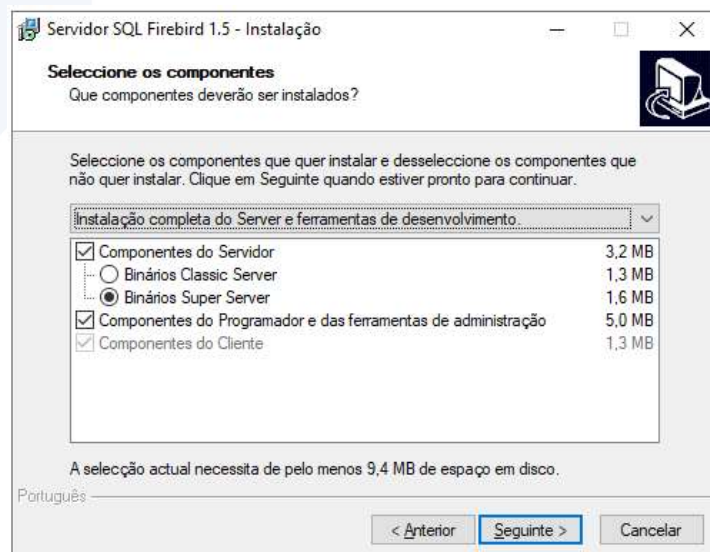 Servidor SQL Firebird 1.5 - Instalação
Seleccione os componentes
Que componentes deverão ser instalados?
Seleccione os componentes que quer instalar e desseleccione os componentes que
não quer instalar. Clique em Seguinte quando estiver pronto para continuar.
Instalação completa do Server e ferramentas de desenvolvimento.
Componentes do Servidor 3,2 MB
Binários Classic Server 1,3 MB
Binários Super Server 1,6 MB
Componentes do Programador e das ferramentas de administração 5,0 MB
Componentes do Cliente 1,3 MB
A selecção actual necessita de pelo menos 9,4 MB de espaço em disco.
Português
< Anterior Seguinte > Cancelar